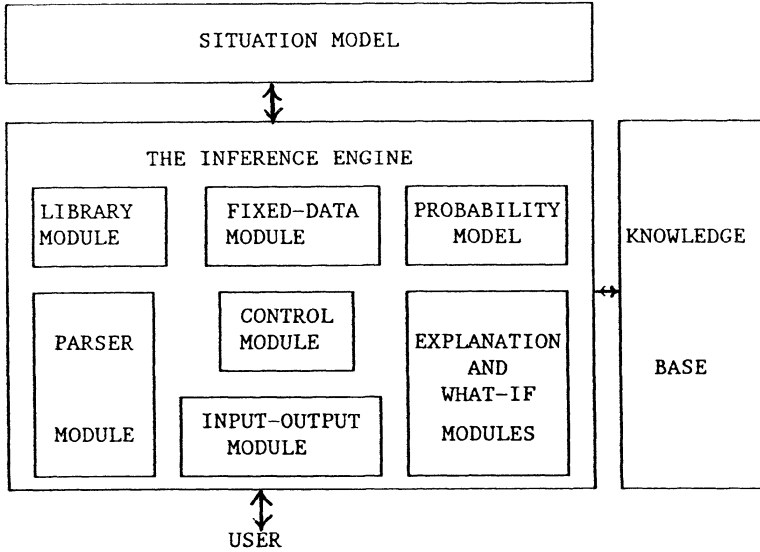 SITUATION MODEL
THE INFERENCE ENGINE
LIBRARY
MODULE
FIXED-DATA
MODULE
PROBABILITY
MODEL
KNOWLEDGE
BASE
PARSER
MODULE
CONTROL
MODULE
EXPLANATION
AND
WHAT-IF
MODULES
INPUT-OUTPUT
MODULE
USER